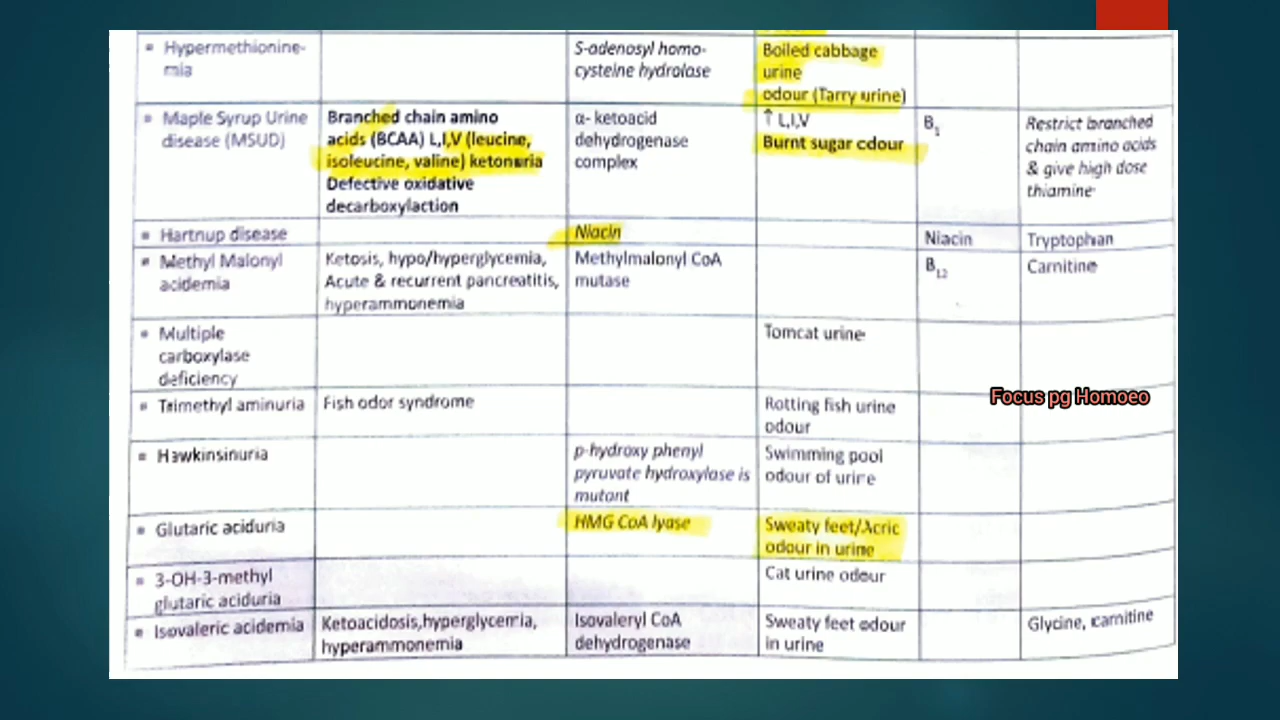 Hypermethionine-
mia
S-adenosyl homo-
cysteine hydrolase
Boiled cabbage
urine
odour (Tarry urine)
Maple Syrup Urine
disease (MSUD)
Branched chain amino
acids (BCAA) L,I,V (leucine,
isoleucine, valine) ketonuria
Defective oxidative
decarboxylaction
α- ketoacid
dehydrogenase
complex
↑ L,I,V
Burnt sugar odour
B1
Restrict branched
chain amino acids
& give high dose
thiamine
Hartnup disease
Niacin
Niacin
Tryptophan
Methyl Malonyl
acidemia
Ketosis, hypo/hyperglycemia,
Acute & recurrent pancreatitis,
hyperammonemia
Methylmalonyl CoA
mutase
B12
Carnitine
Multiple
carboxylase
deficiency
Tomcat urine
Trimethyl aminuria
Fish odor syndrome
Rotting fish urine
odour
Focus pg Homoeo
Hawkinsinuria
p-hydroxy phenyl
pyruvate hydroxylase is
mutant
Swimming pool
odour of urine
Glutaric aciduria
HMG CoA lyase
Sweaty feet/Acric
odour in urine
3-OH-3-methyl
glutaric aciduria
Cat urine odour
Isovaleric acidemia
Ketoacidosis,hyperglycemia,
hyperammonemia
Isovaleryl CoA
dehydrogenase
Sweaty feet odour
in urine
Glycine, carnitine